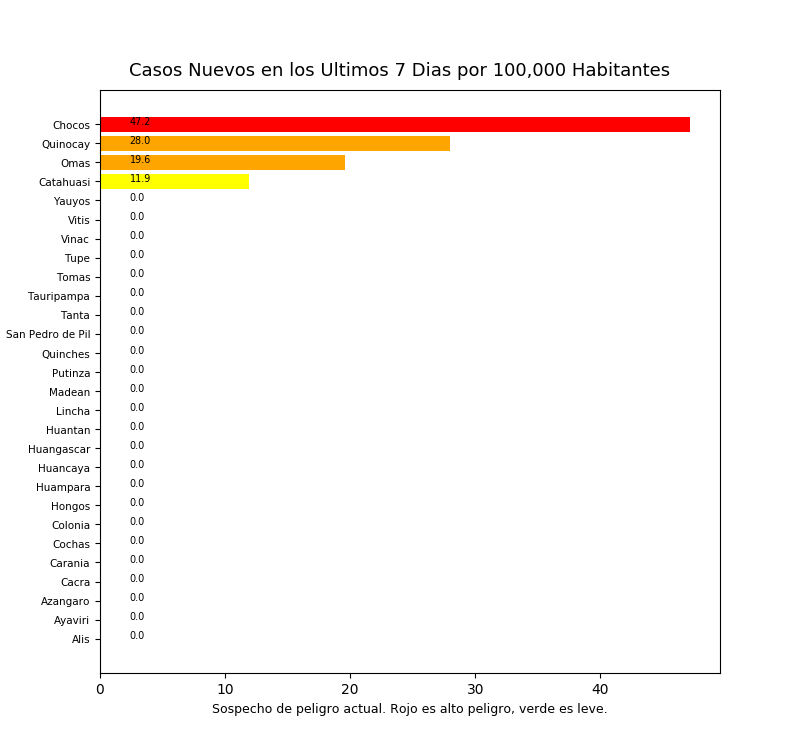 Casos Nuevos en los Ultimos 7 Dias por 100,000 Habitantes
Chocos 47.2
Quinocay 28.0
Omas 19.6
Catahuasi 11.9
Yauyos 0.0
Vitis 0.0
Vinac 0.0
Tupe 0.0
Tomas 0.0
Tauripampa 0.0
Tanta 0.0
San Pedro de Pil 0.0
Quinches 0.0
Putinza 0.0
Madean 0.0
Lincha 0.0
Huantan 0.0
Huangascar 0.0
Huancaya 0.0
Huampara 0.0
Hongos 0.0
Colonia 0.0
Cochas 0.0
Carania 0.0
Cacra 0.0
Azangaro 0.0
Ayaviri 0.0
Alis 0.0
0 10 20 30 40
Sospecho de peligro actual. Rojo es alto peligro, verde es leve.